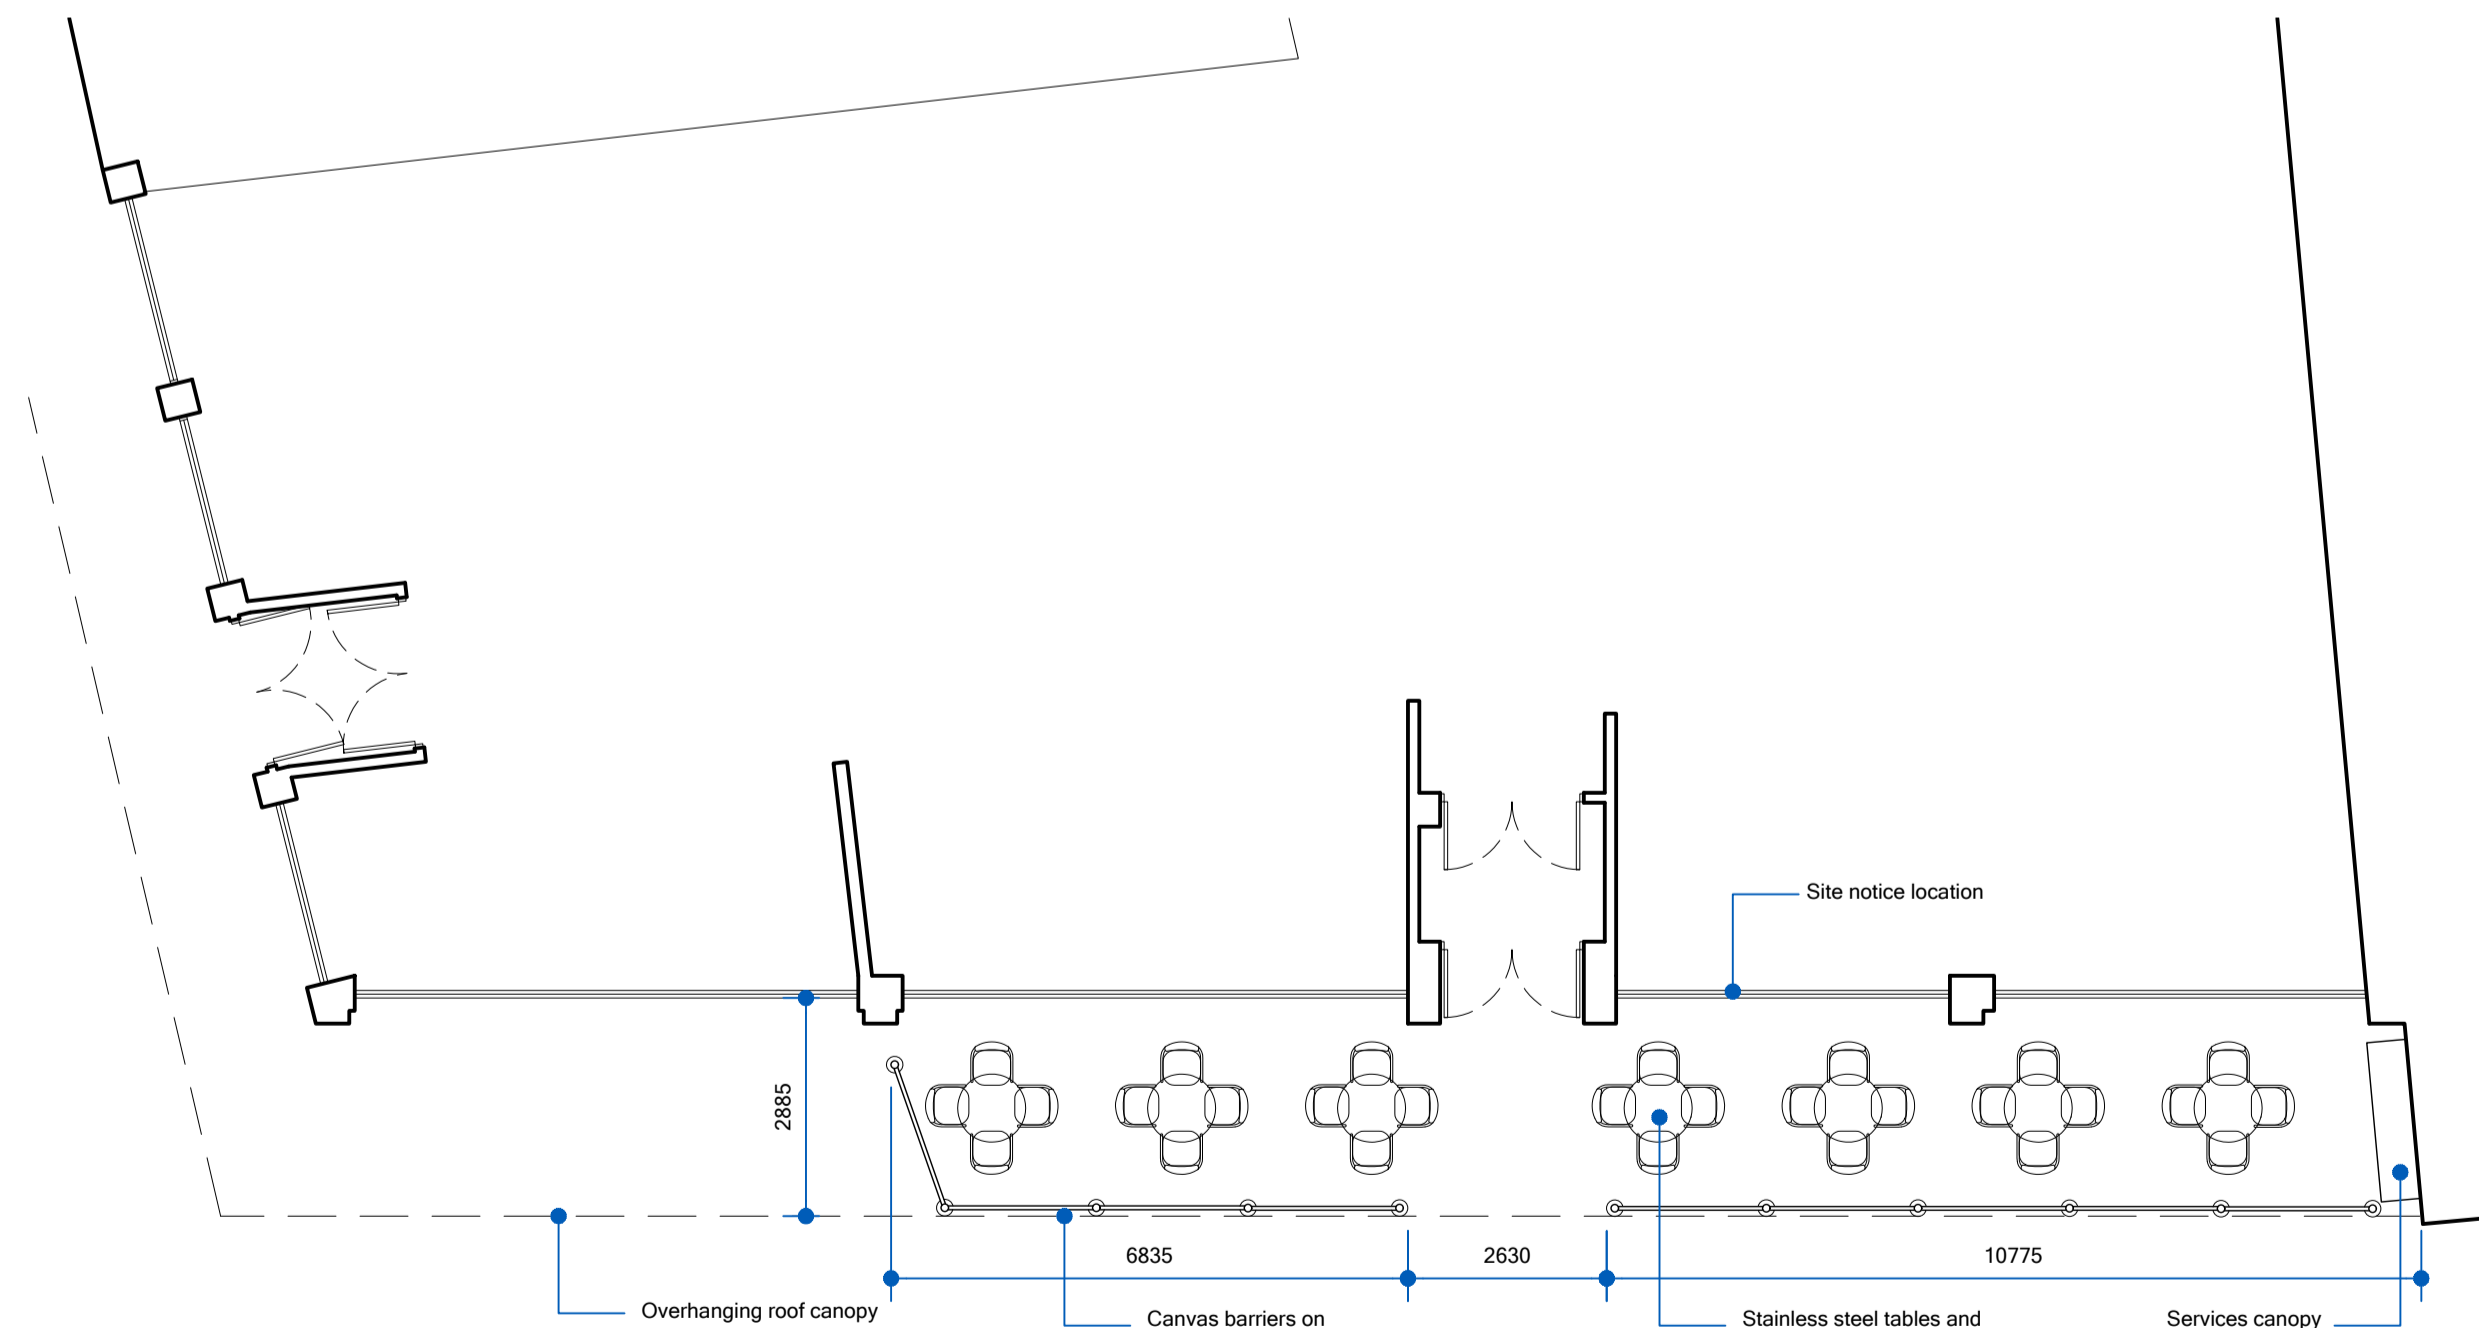 Site notice location
2885
6835
2630
10775
Overhanging roof canopy
Canvas barriers on
Stainless steel tables and
Services canopy